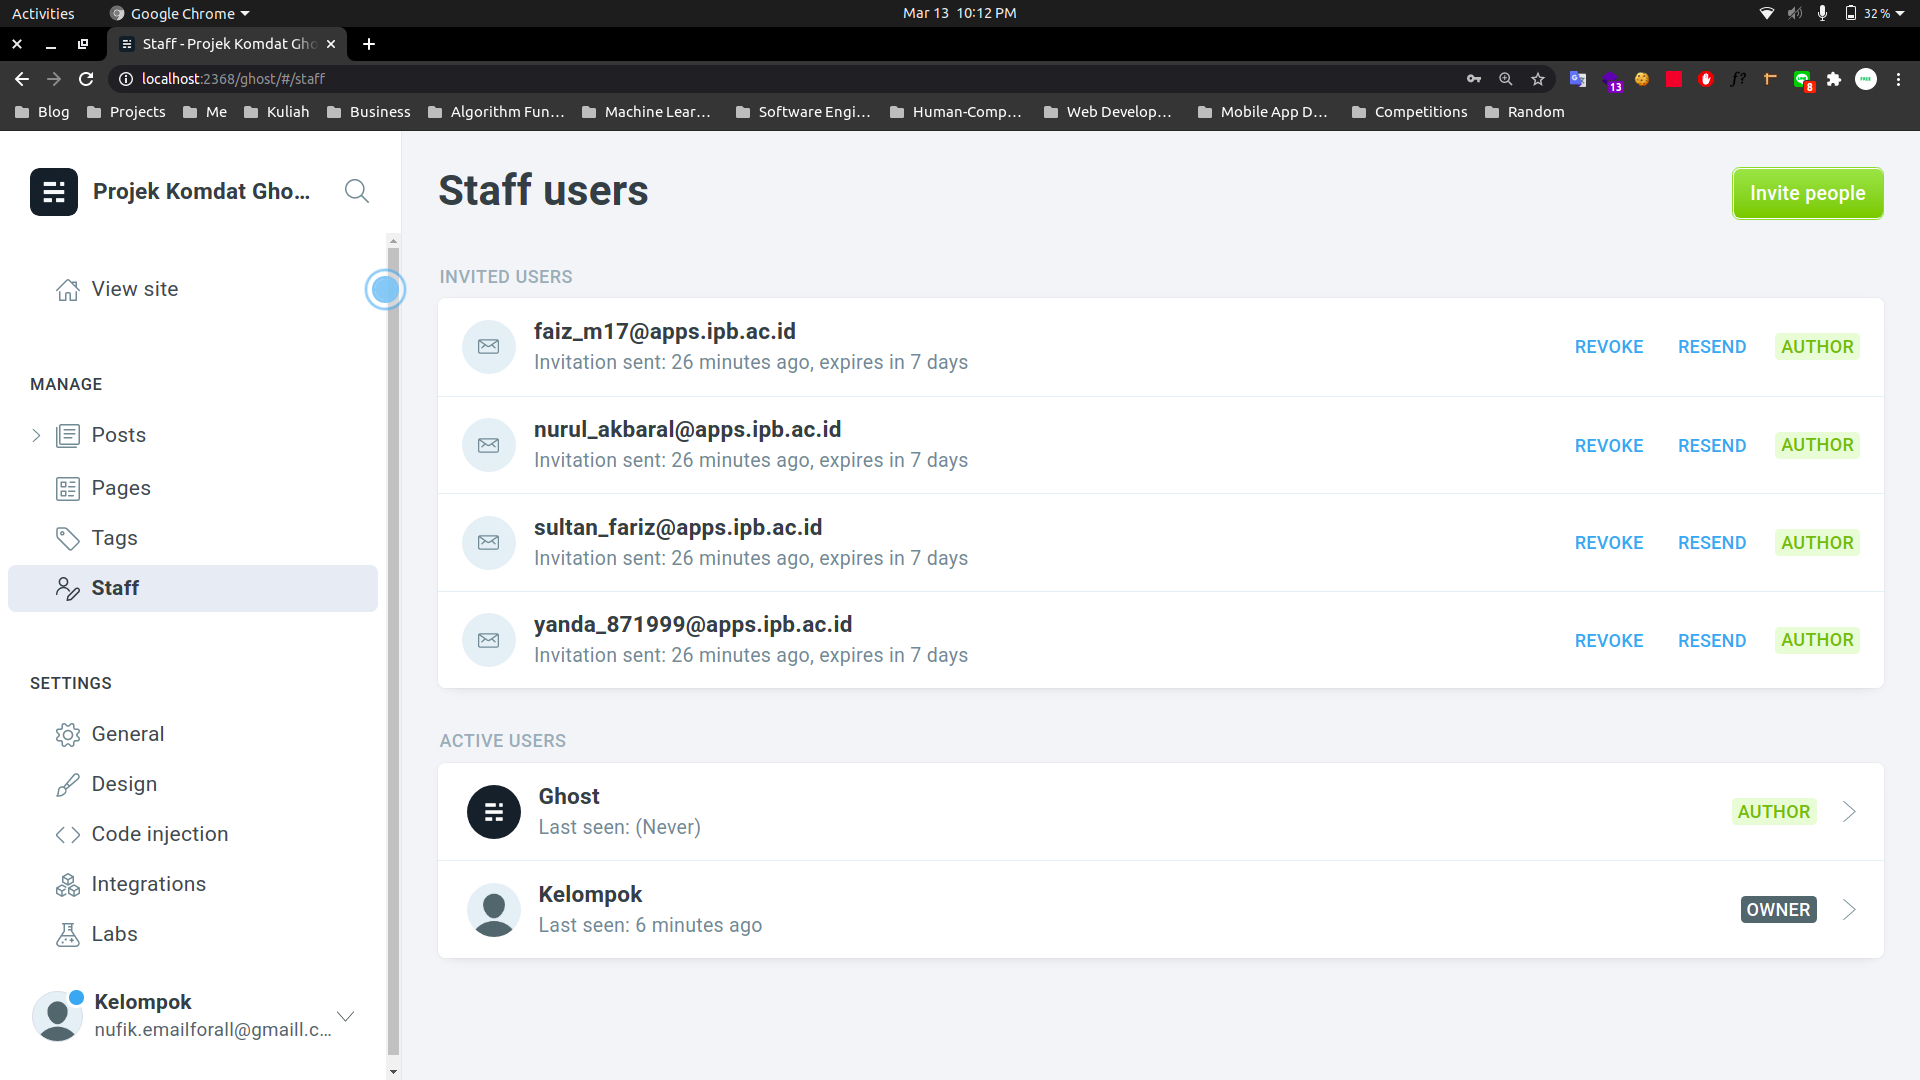 Activities
Google Chrome
Mar 13 10:12 PM
32 %
Staff - Projek Komdat Gho
localhost:2368/ghost/#/staff
13
f?
FREE
8
Blog
Projects
Me
Kuliah
Business
Algorithm Fun...
Machine Lear...
Software Engi...
Human-Comp...
Web Develop...
Mobile App D...
Competitions
Random
Projek Komdat Gho...
View site
MANAGE
Posts
Pages
Tags
Staff
SETTINGS
General
Design
Code injection
Integrations
Labs
Kelompok
nufik.emailforall@gmaill.c...
Staff users
Invite people
INVITED USERS
faiz_m17@apps.ipb.ac.id
Invitation sent: 26 minutes ago, expires in 7 days
REVOKE RESEND AUTHOR
nurul_akbaral@apps.ipb.ac.id
Invitation sent: 26 minutes ago, expires in 7 days
REVOKE RESEND AUTHOR
sultan_fariz@apps.ipb.ac.id
Invitation sent: 26 minutes ago, expires in 7 days
REVOKE RESEND AUTHOR
yanda_871999@apps.ipb.ac.id
Invitation sent: 26 minutes ago, expires in 7 days
REVOKE RESEND AUTHOR
ACTIVE USERS
Ghost
Last seen: (Never)
AUTHOR
Kelompok
Last seen: 6 minutes ago
OWNER